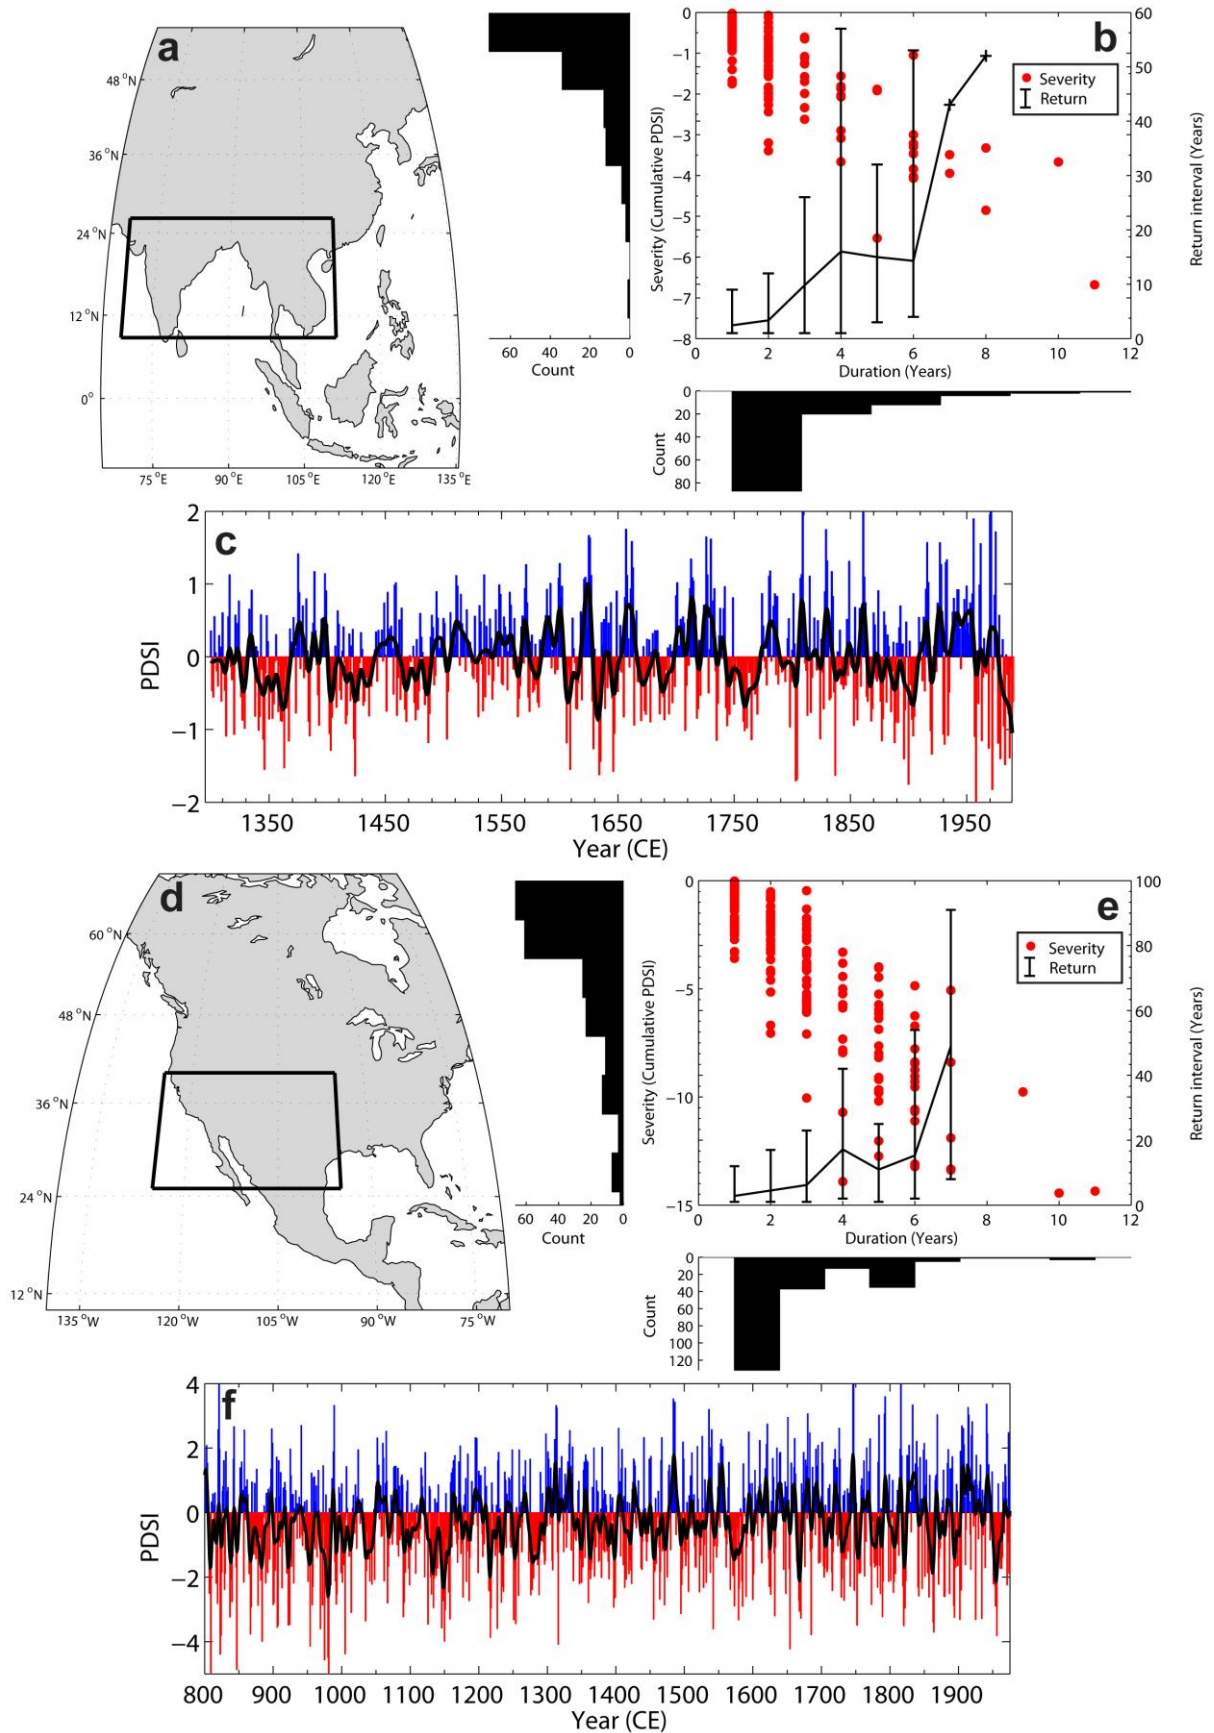 a
48 °N
36 °N
24 °N
12 °N
0°
75 °E 90 °E 105 °E 120 °E 135 °E
60 40 20 0
Count
b
Severity
Return
0
−1
−2
−3
−4
−5
−6
−7
−8
Severity (Cumulative PDSI)
60
50
40
30
20
10
0
Return interval (Years)
0 2 4 6 8 10 12
Duration (Years)
0
20
40
60
80
Count
c
2
1
0
−1
−2
PDSI
1350 1450 1550 1650 1750 1850 1950
Year (CE)
d
60 °N
48 °N
36 °N
24 °N
12 °N
135 °W 120 °W 105 °W 90 °W 75 °W
60 40 20 0
Count
e
Severity
Return
0
−5
−10
−15
Severity (Cumulative PDSI)
100
80
60
40
20
0
Return interval (Years)
0 2 4 6 8 10 12
Duration (Years)
0
20
40
60
80
100
120
Count
f
4
2
0
−2
−4
PDSI
800 900 1000 1100 1200 1300 1400 1500 1600 1700 1800 1900
Year (CE)